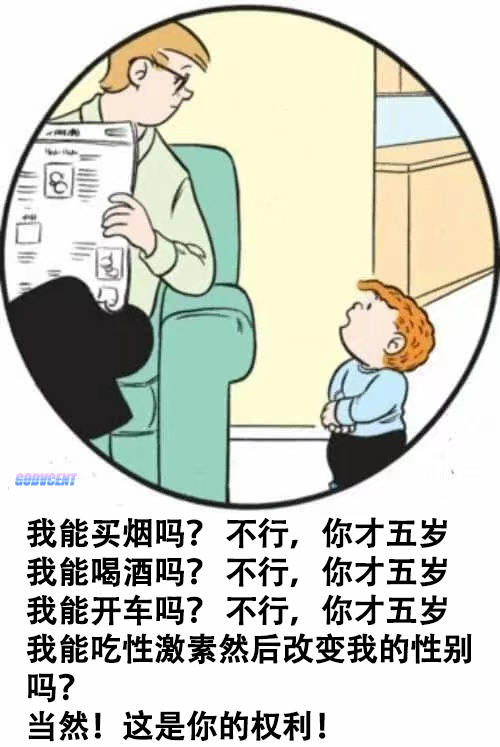 GODVCENT
我能买烟吗？ 不行，你才五岁
我能喝酒吗？ 不行，你才五岁
我能开车吗？ 不行，你才五岁
我能吃性激素然后改变我的性别
吗？
当然！这是你的权利！